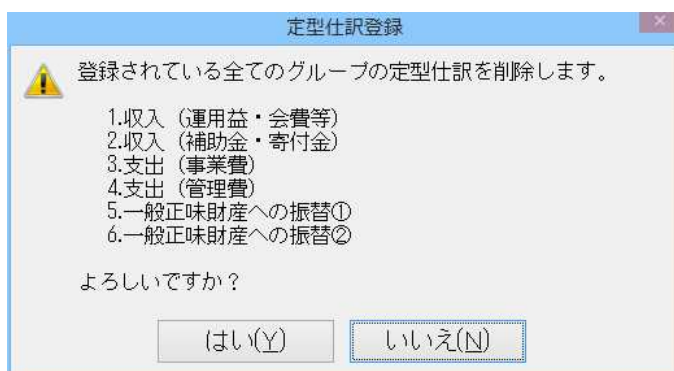 定型仕訳登録
登録されている全てのグループの定型仕訳を削除します。
1.収入（運用益・会費等）
2.収入（補助金・寄付金）
3.支出（事業費）
4.支出（管理費）
5.一般正味財産への振替①
6.一般正味財産への振替②
よろしいですか？
はい(Y) いいえ(N)